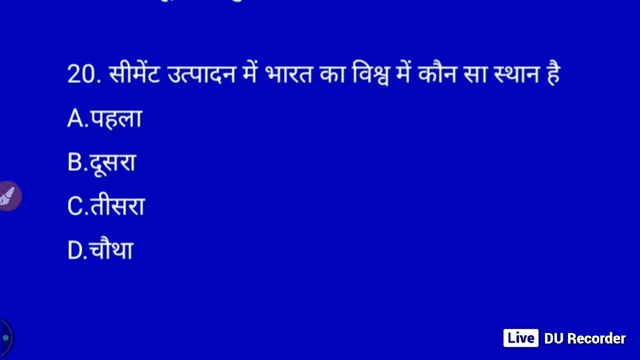 20. सीमेंट उत्पादन में भारत का विश्व में कौन सा स्थान है
A.पहला
B.दूसरा
C.तीसरा
D.चौथा
Live DU Recorder